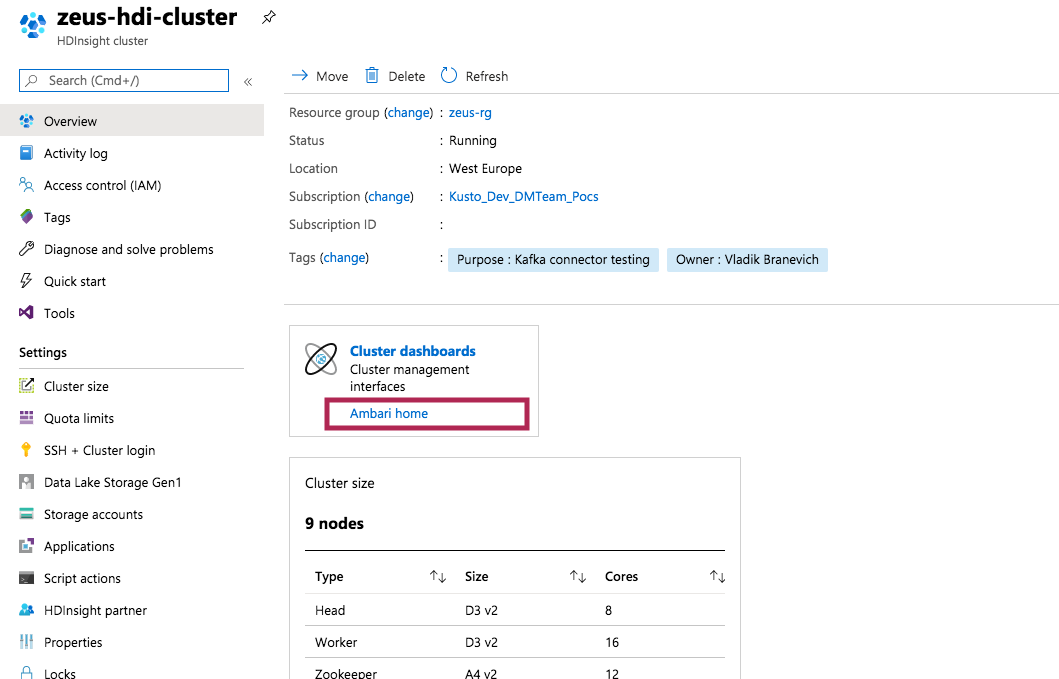 zeus-hdi-cluster
HDInsight cluster
Search (Cmd+/)
«
Overview
Activity log
Access control (IAM)
Tags
Diagnose and solve problems
Quick start
Tools
Settings
Cluster size
Quota limits
SSH + Cluster login
Data Lake Storage Gen1
Storage accounts
Applications
Script actions
HDInsight partner
Properties
Locks
Move Delete Refresh
Resource group (change) : zeus-rg
Status : Running
Location : West Europe
Subscription (change) : Kusto_Dev_DMTeam_Pocs
Subscription ID :
Tags (change) : Purpose : Kafka connector testing Owner : Vladik Branevich
Cluster dashboards
Cluster management
interfaces
Ambari home
Cluster size
9 nodes
Type Size Cores
Head D3 v2 8
Worker D3 v2 16
Zookeeper A4 v2 12